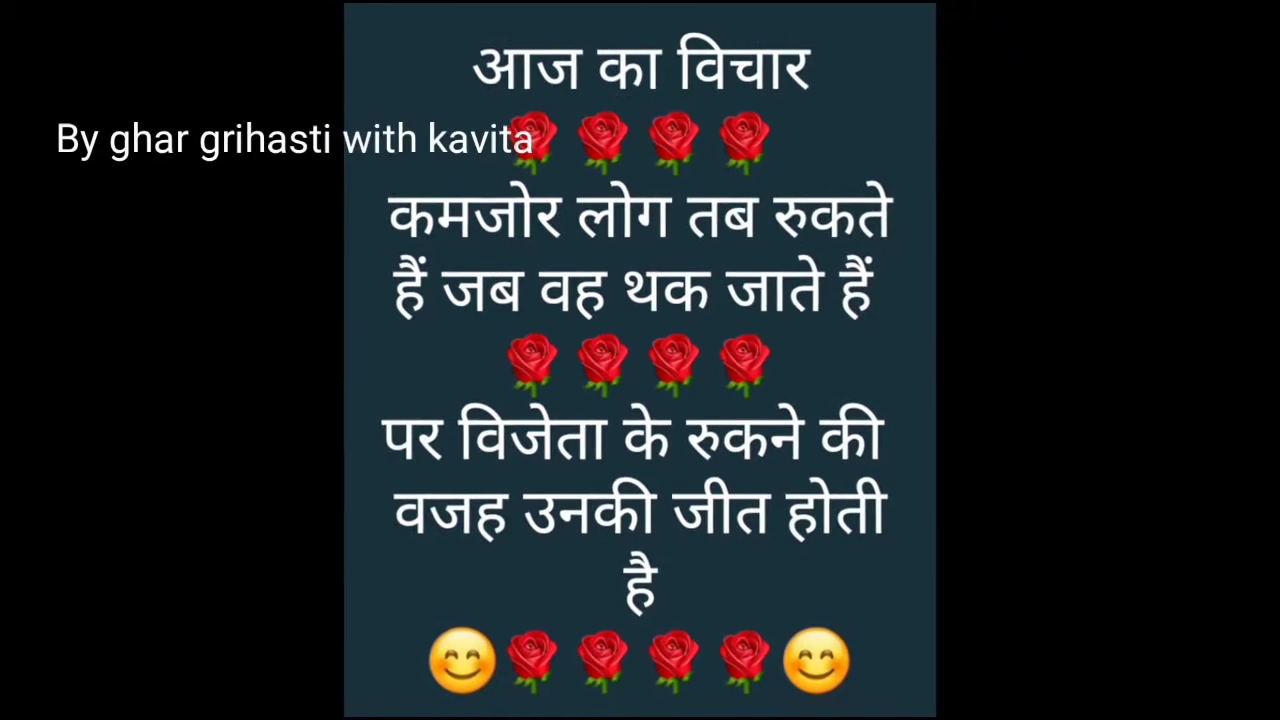 आज का विचार
By ghar grihasti with kavita
🌹🌹🌹🌹
कमजोर लोग तब रुकते
हैं जब वह थक जाते हैं
🌹🌹🌹🌹
पर विजेता के रुकने की
वजह उनकी जीत होती
है
😊🌹🌹🌹🌹😊